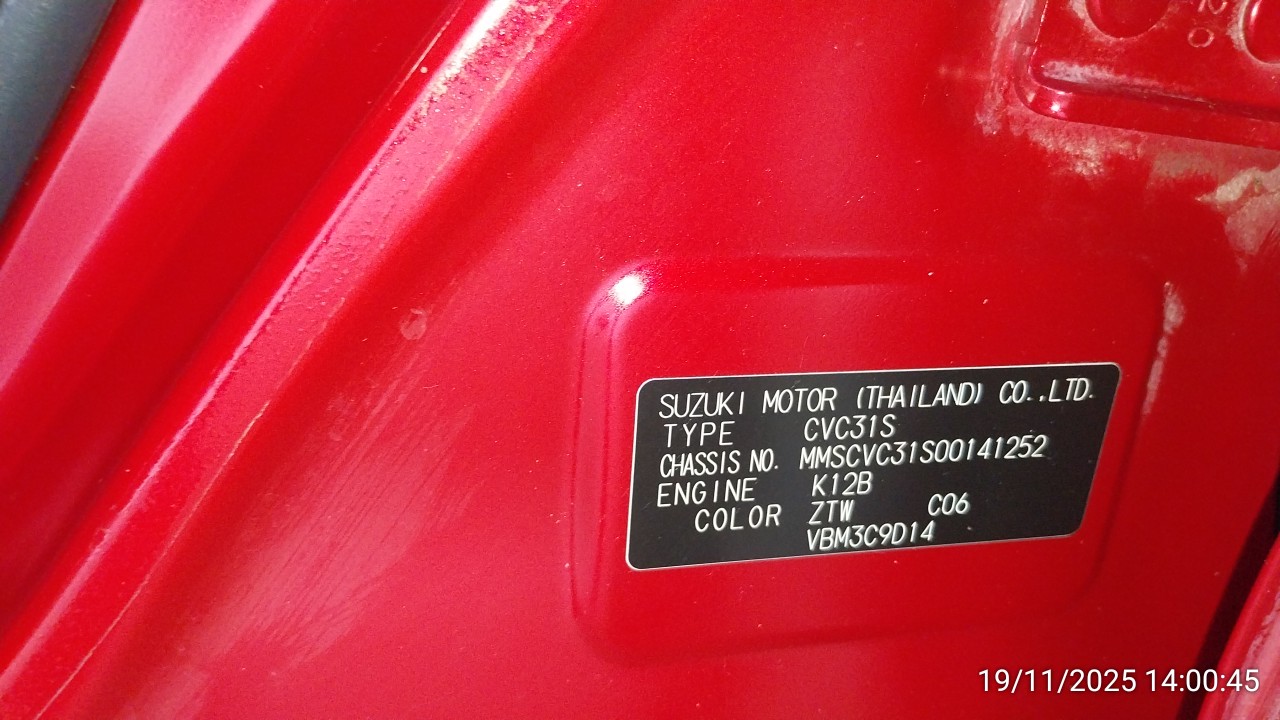 20
SUZUKI MOTOR (THAILAND) CO.,LTD.
TYPE CVC31S
CHASSIS NO. MMSCVC31S00141252
ENGINE K12B
COLOR ZTW C06
VBM3C9D14
19/11/2025 14:00:45